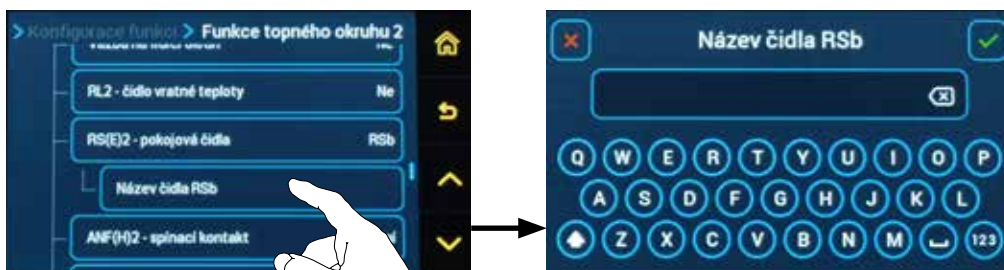 > Konfigurace funkcí > Funkce topného okruhu 2
Ne
RL2 - čidlo vratné teploty Ne
RS(E)2 - pokojová čidla RSb
Název čidla RSb
ANF(H)2 - spínací kontakt
Název čidla RSb
Q W E R T Y U I O P
A S D F G H J K L
Z X C V B N M 123